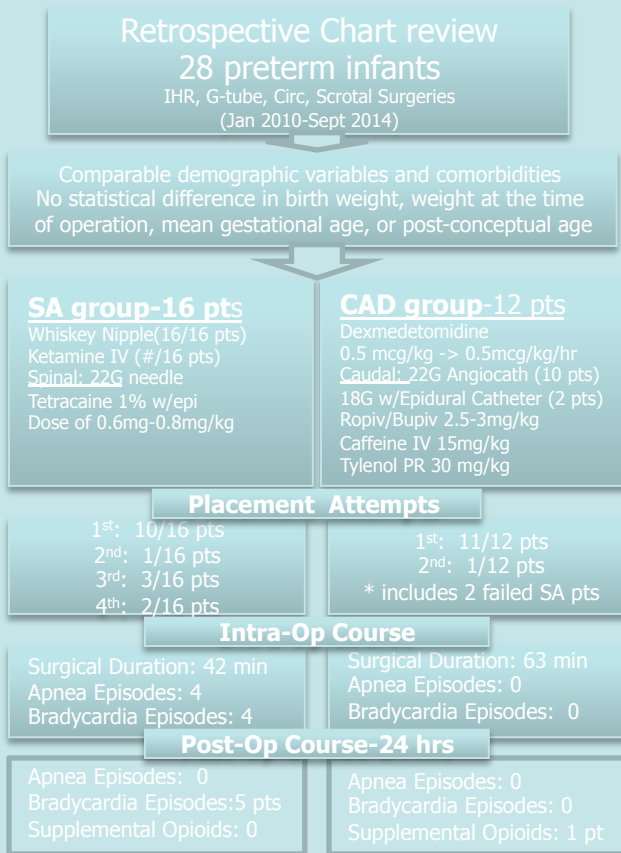 Retrospective Chart review
28 preterm infants
IHR, G-tube, Circ, Scrotal Surgeries
(Jan 2010-Sept 2014)
Comparable demographic variables and comorbidities
No statistical difference in birth weight, weight at the time
of operation, mean gestational age, or post-conceptual age
SA group-16 pts
Whiskey Nipple(16/16 pts)
Ketamine IV (#/16 pts)
Spinal: 22G needle
Tetracaine 1% w/epi
Dose of 0.6mg-0.8mg/kg
CAD group-12 pts
Dexmedetomidine
0.5 mcg/kg -> 0.5mcg/kg/hr
Caudal: 22G Angiocath (10 pts)
18G w/Epidural Catheter (2 pts)
Ropiv/Bupiv 2.5-3mg/kg
Caffeine IV 15mg/kg
Tylenol PR 30 mg/kg
Placement Attempts
1st: 10/16 pts
2nd: 1/16 pts
3rd: 3/16 pts
4th: 2/16 pts
1st: 11/12 pts
2nd: 1/12 pts
* includes 2 failed SA pts
Intra-Op Course
Surgical Duration: 42 min
Apnea Episodes: 4
Bradycardia Episodes: 4
Surgical Duration: 63 min
Apnea Episodes: 0
Bradycardia Episodes: 0
Post-Op Course-24 hrs
Apnea Episodes: 0
Bradycardia Episodes:5 pts
Supplemental Opioids: 0
Apnea Episodes: 0
Bradycardia Episodes: 0
Supplemental Opioids: 1 pt